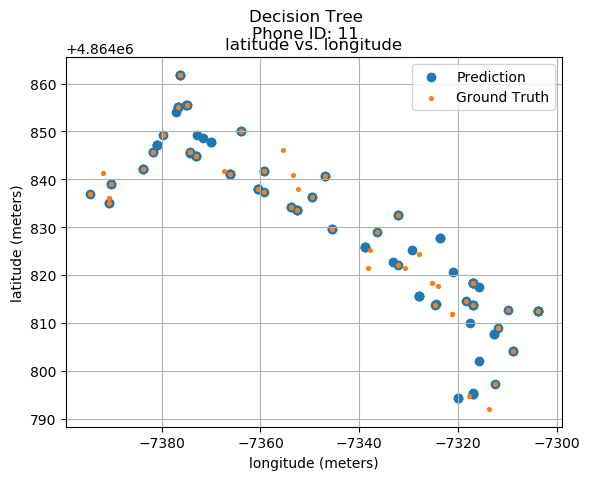 Decision Tree
Phone ID: 11
latitude vs. longitude
+4.864e6
Prediction
Ground Truth
860
850
840
830
820
810
800
790
latitude (meters)
−7380
−7360
−7340
−7320
−7300
longitude (meters)